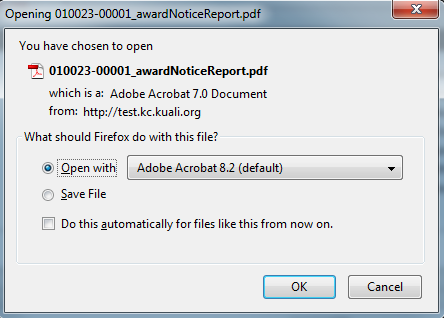 Opening 010023-00001_awardNoticeReport.pdf
You have chosen to open
010023-00001_awardNoticeReport.pdf
which is a: Adobe Acrobat 7.0 Document
from: http://test.kc.kuali.org
What should Firefox do with this file?
Open with Adobe Acrobat 8.2 (default)
Save File
Do this automatically for files like this from now on.
OK Cancel